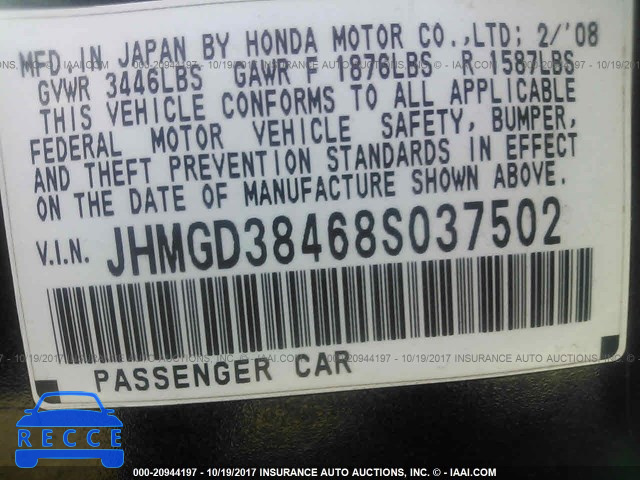 MFD.IN JAPAN BY HONDA MOTOR CO.,LTD; 2/'08
GVWR 3446LBS GAWR F 1876LBS R 1587LBS
THIS VEHICLE CONFORMS TO ALL APPLICABLE
FEDERAL MOTOR VEHICLE SAFETY, BUMPER,
AND THEFT PREVENTION STANDARDS IN EFFECT
ON THE DATE OF MANUFACTURE SHOWN ABOVE.
V.I.N. JHMGD38468S037502
PASSENGER CAR
000-20944197 - 10/19/2017 INSURANCE AUTO AUCTIONS, INC. © - IAAI.COM
RECCE